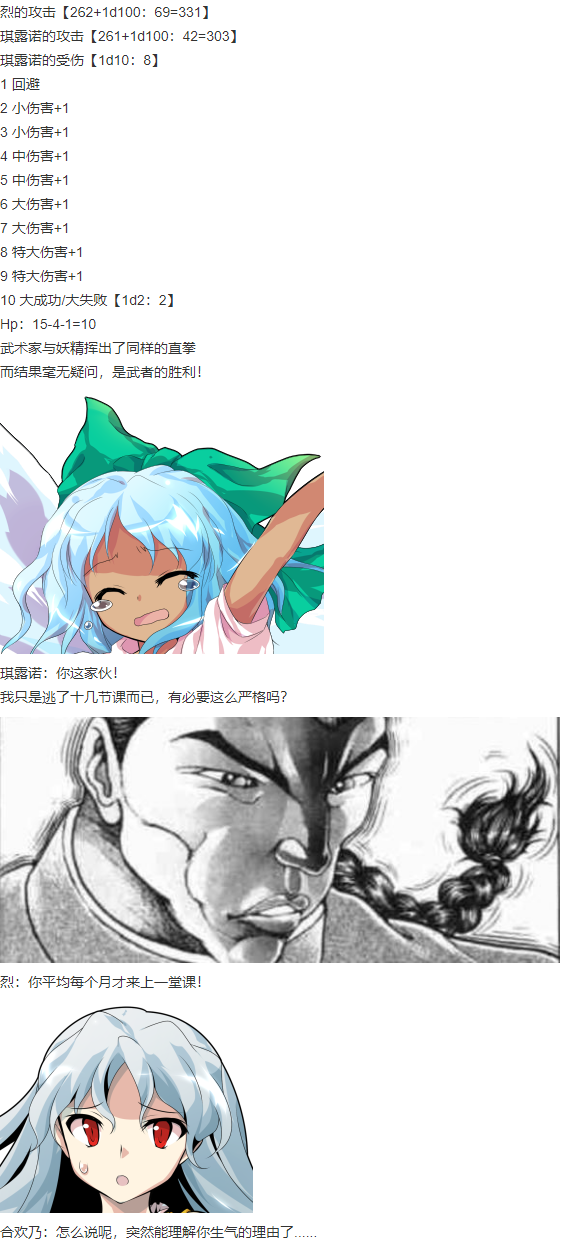 烈的攻击【262+1d100：69=331】
琪露诺的攻击【261+1d100：42=303】
琪露诺的受伤【1d10：8】
1 回避
2 小伤害+1
3 小伤害+1
4 中伤害+1
5 中伤害+1
6 大伤害+1
7 大伤害+1
8 特大伤害+1
9 特大伤害+1
10 大成功/大失败【1d2：2】
Hp：15-4-1=10
武术家与妖精挥出了同样的直拳
而结果毫无疑问，是武者的胜利！
琪露诺：你这家伙！
我只是逃了十几节课而已，有必要这么严格吗？
烈：你平均每个月才来上一堂课！
合欢乃：怎么说呢，突然能理解你生气的理由了......